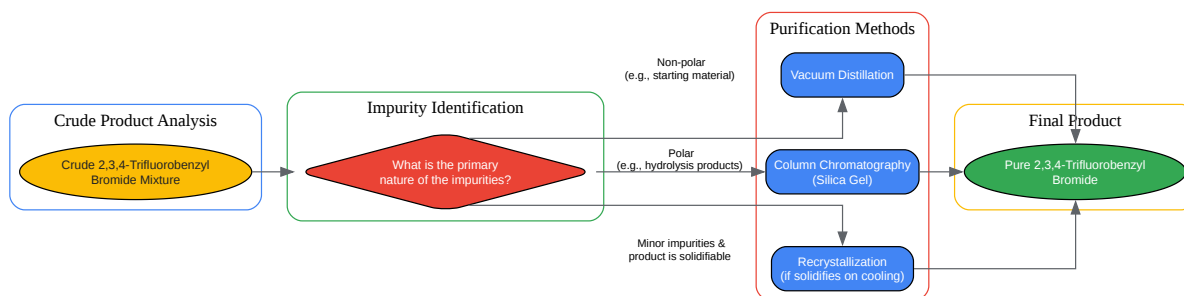 Crude Product Analysis
Crude 2,3,4-Trifluorobenzyl
Bromide Mixture
Impurity Identification
What is the primary
nature of the impurities?
Non-polar
(e.g., starting material)
Polar
(e.g., hydrolysis products)
Minor impurities &
product is solidifiable
Purification Methods
Vacuum Distillation
Column Chromatography
(Silica Gel)
Recrystallization
(if solidifies on cooling)
Final Product
Pure 2,3,4-Trifluorobenzyl
Bromide